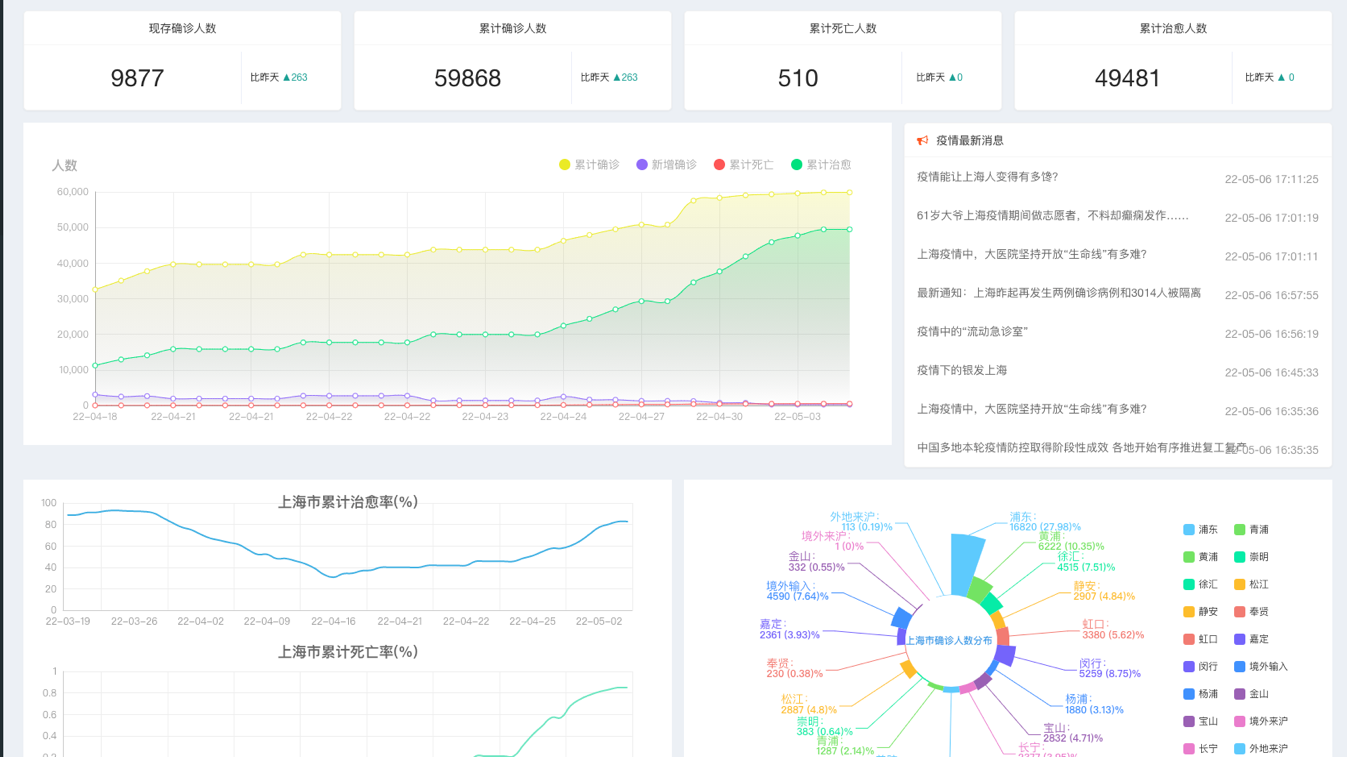 现存确诊人数
9877
比昨天 ▲263
累计确诊人数
59868
比昨天 ▲263
累计死亡人数
510
比昨天 ▲0
累计治愈人数
49481
比昨天 ▲ 0
人数
累计确诊 新增确诊 累计死亡 累计治愈
60,000
50,000
40,000
30,000
20,000
10,000
0
22-04-18 22-04-21 22-04-21 22-04-22 22-04-22 22-04-23 22-04-24 22-04-27 22-04-30 22-05-03
疫情最新消息
疫情能让上海人变得有多馋? 22-05-06 17:11:25
61岁大爷上海疫情期间做志愿者，不料却癫痫发作…… 22-05-06 17:01:19
上海疫情中，大医院坚持开放“生命线”有多难? 22-05-06 17:01:11
最新通知：上海昨起再发生两例确诊病例和3014人被隔离 22-05-06 16:57:55
疫情中的“流动急诊室” 22-05-06 16:56:19
疫情下的银发上海 22-05-06 16:45:33
上海疫情中，大医院坚持开放“生命线”有多难? 22-05-06 16:35:36
中国多地本轮疫情防控取得阶段性成效 各地开始有序推进复工复产 22-05-06 16:35:35
上海市累计治愈率(%)
100
80
60
40
20
0
22-03-19 22-03-26 22-04-02 22-04-09 22-04-16 22-04-21 22-04-22 22-04-25 22-05-02
上海市累计死亡率(%)
1
0.8
0.6
0.4
0.2
上海市确诊人数分布
浦东：
16820 (27.98)%
黄浦：
6222 (10.35)%
徐汇：
4515 (7.51)%
静安：
2907 (4.84)%
虹口：
3380 (5.62)%
闵行：
5259 (8.75)%
杨浦：
1880 (3.13)%
宝山：
2832 (4.71)%
长宁：
外地来沪：
113 (0.19)%
境外来沪：
1 (0)%
金山：
332 (0.55)%
境外输入：
4590 (7.64)%
嘉定：
2361 (3.93)%
奉贤：
230 (0.38)%
松江：
2887 (4.8)%
崇明：
383 (0.64)%
青浦：
1287 (2.14)%
浦东 青浦
黄浦 崇明
徐汇 松江
静安 奉贤
虹口 嘉定
闵行 境外输入
杨浦 金山
宝山 境外来沪
长宁 外地来沪